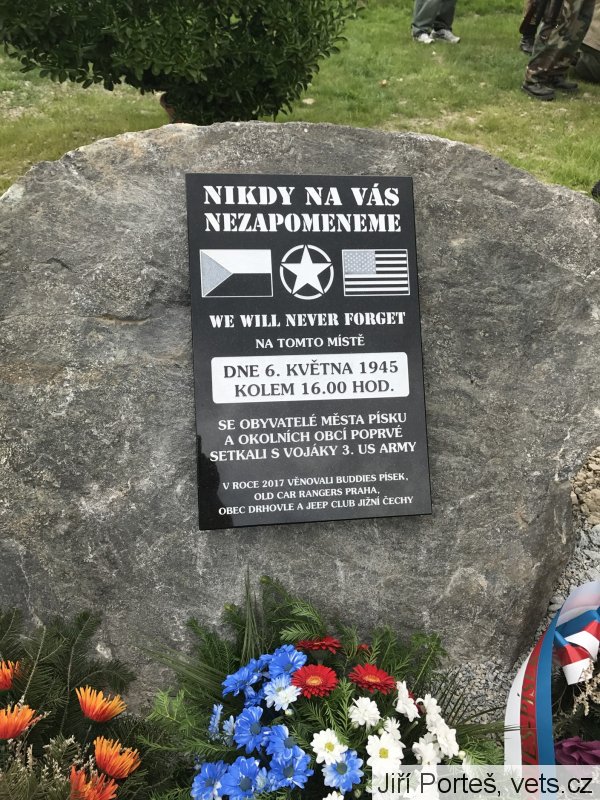 NIKDY NA VÁS
NEZAPOMENEME
WE WILL NEVER FORGET
NA TOMTO MÍSTĚ
DNE 6. KVĚTNA 1945
KOLEM 16.00 HOD.
SE OBYVATELÉ MĚSTA PÍSKU
A OKOLNÍCH OBCÍ POPRVÉ
SETKALI S VOJÁKY 3. US ARMY
V ROCE 2017 VĚNOVALI BUDDIES PÍSEK,
OLD CAR RANGERS PRAHA,
OBEC DRHOVLE A JEEP CLUB JIŽNÍ ČECHY
Jiří Porteš, vets.cz